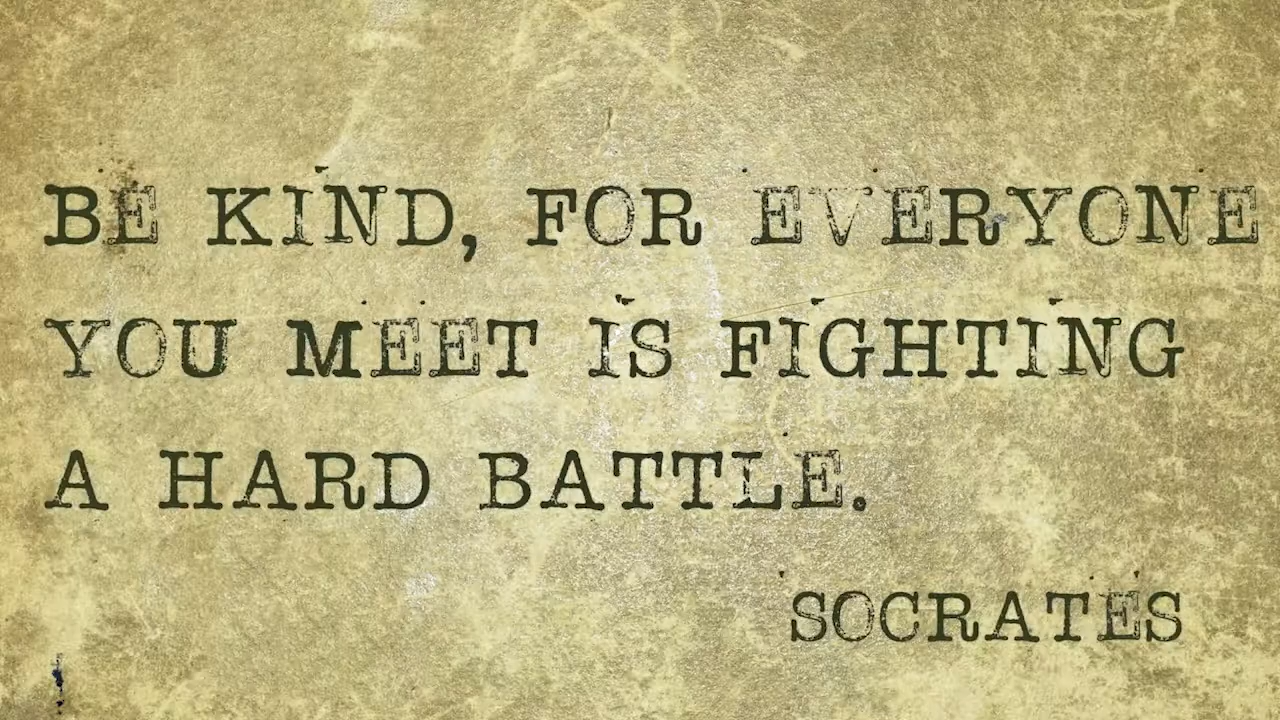 BE KIND, FOR EVERYONE
YOU MEET IS FIGHTING
A HARD BATTLE.
SOCRATES